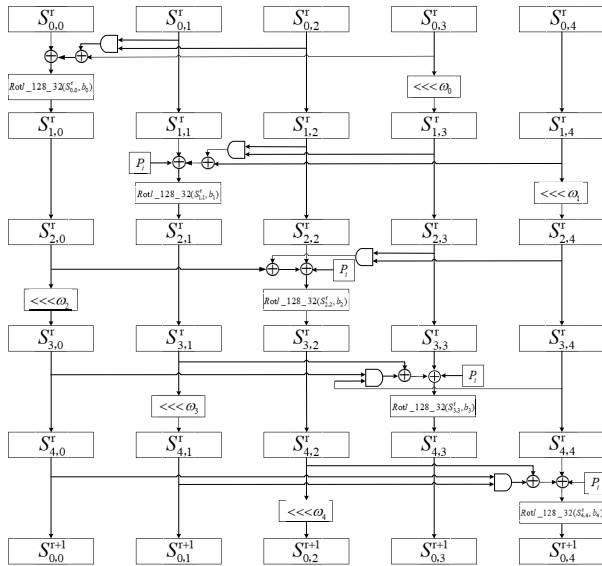 S^r_{0,0} S^r_{0,1} S^r_{0,2} S^r_{0,3} S^r_{0,4}
Rotl_128_32(S^r_{0,0}, b_0) <<<ω_0
S^r_{1,0} S^r_{1,1} S^r_{1,2} S^r_{1,3} S^r_{1,4}
P_i
Rotl_128_32(S^r_{1,1}, b_1) <<<ω_1
S^r_{2,0} S^r_{2,1} S^r_{2,2} S^r_{2,3} S^r_{2,4}
P_i
<<<ω_2 Rotl_128_32(S^r_{2,2}, b_2)
S^r_{3,0} S^r_{3,1} S^r_{3,2} S^r_{3,3} S^r_{3,4}
P_i
<<<ω_3 Rotl_128_32(S^r_{3,3}, b_3)
S^r_{4,0} S^r_{4,1} S^r_{4,2} S^r_{4,3} S^r_{4,4}
P_i
<<<ω_4 Rotl_128_32(S^r_{4,4}, b_4)
S^{r+1}_{0,0} S^{r+1}_{0,1} S^{r+1}_{0,2} S^{r+1}_{0,3} S^{r+1}_{0,4}